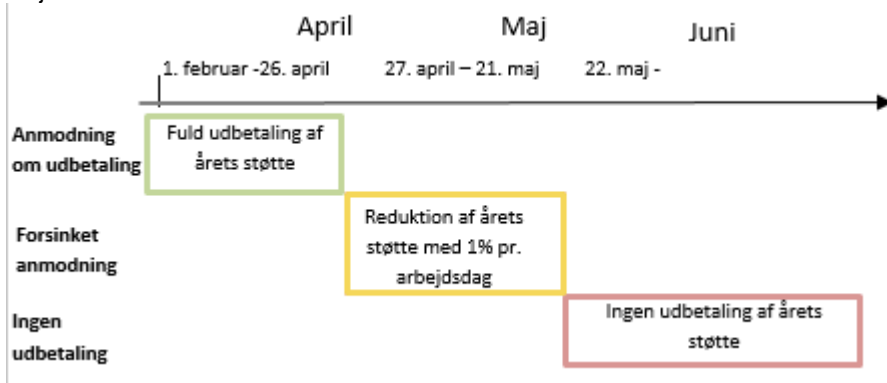 April Maj Juni
1. februar -26. april 27. april – 21. maj 22. maj -
Anmodning
om udbetaling
Fuld udbetaling af
årets støtte
Forsinket
anmodning
Reduktion af årets
støtte med 1% pr.
arbejdsdag
Ingen
udbetaling
Ingen udbetaling af årets
støtte